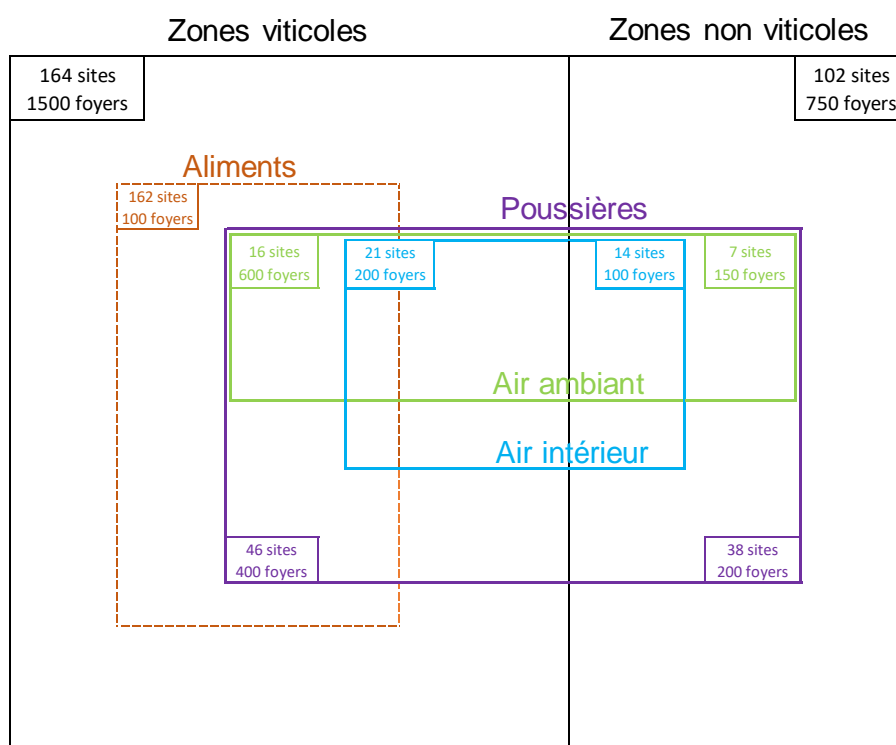 Zones viticoles
Zones non viticoles
164 sites
1500 foyers
102 sites
750 foyers
Aliments
162 sites
100 foyers
Poussières
16 sites
600 foyers
21 sites
200 foyers
14 sites
100 foyers
7 sites
150 foyers
Air ambiant
Air intérieur
46 sites
400 foyers
38 sites
200 foyers